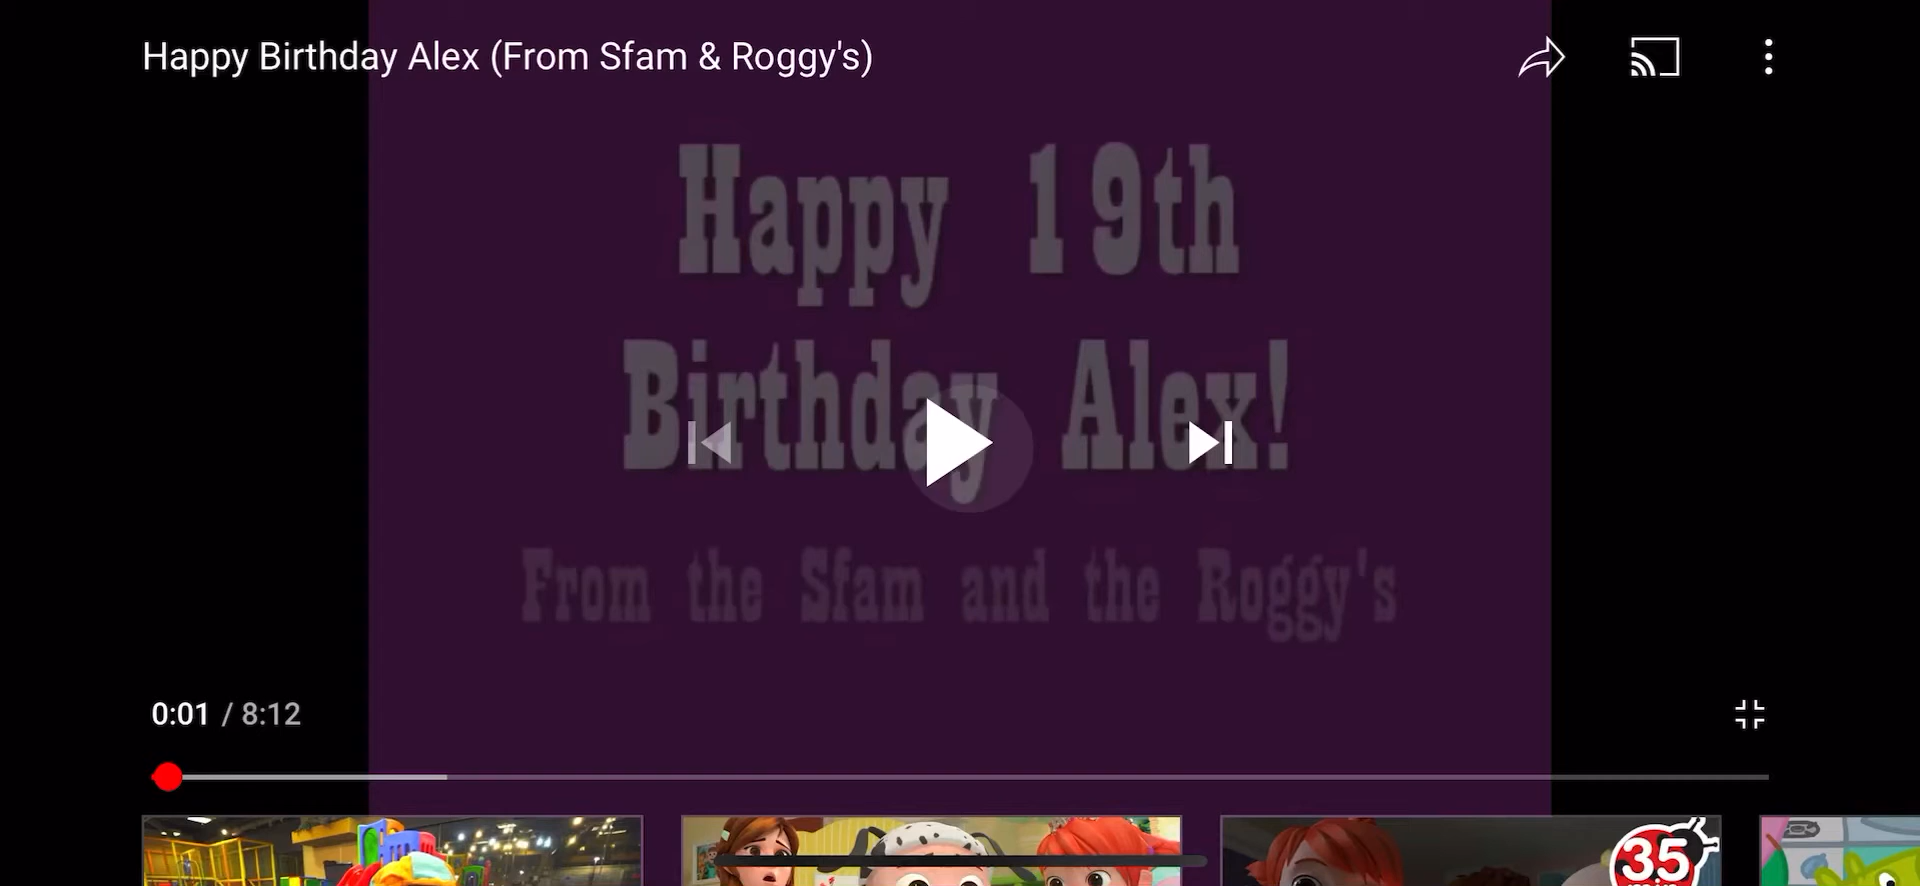 Happy Birthday Alex (From Sfam & Roggy's)
Happy 19th
Birthday Alex!
From the Sfam and the Roggy's
0:01 / 8:12
35
min